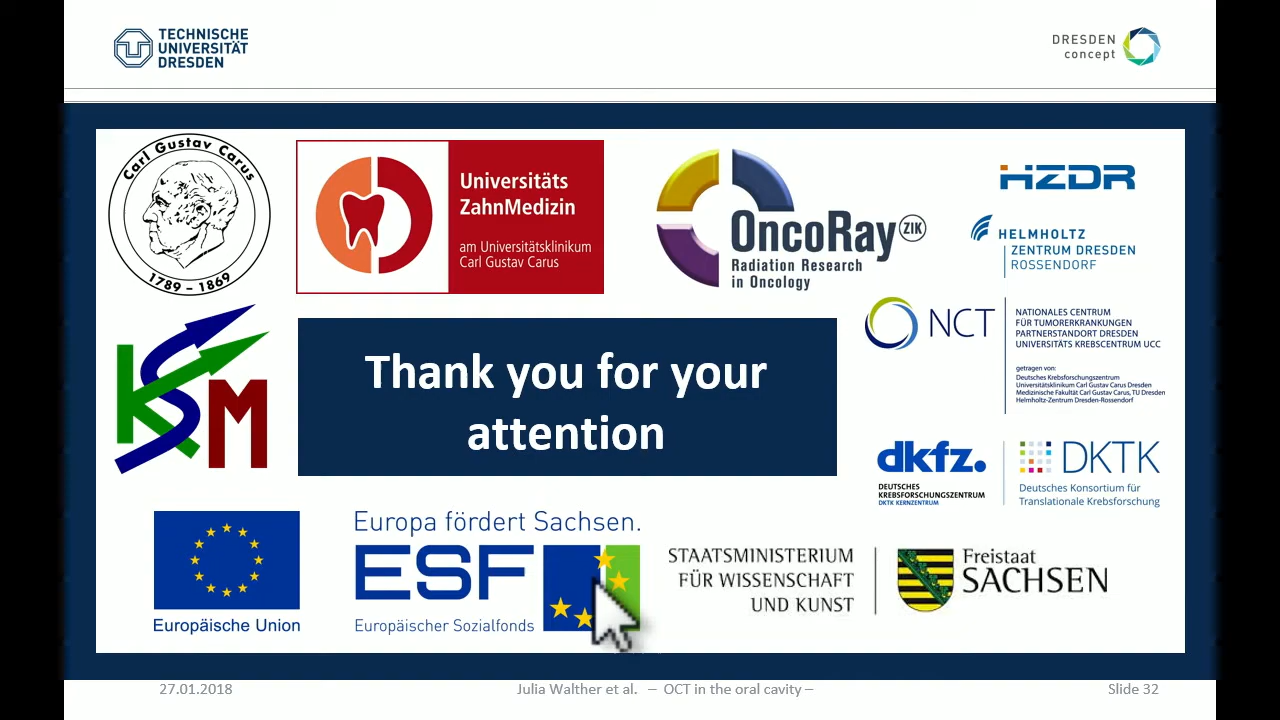 TECHNISCHE
UNIVERSITÄT
DRESDEN
DRESDEN
concept
Carl Gustav Carus
1789 – 1869
Universitäts
ZahnMedizin
am Universitätsklinikum
Carl Gustav Carus
OncoRay ZIK
Radiation Research
in Oncology
HZDR
HELMHOLTZ
ZENTRUM DRESDEN
ROSSENDORF
NCT
NATIONALES CENTRUM
FÜR TUMORERKRANKUNGEN
PARTNERSTANDORT DRESDEN
UNIVERSITÄTS KREBSCENTRUM UCC
getragen von:
Deutsches Krebsforschungszentrum
Universitätsklinikum Carl Gustav Carus Dresden
Medizinische Fakultät Carl Gustav Carus, TU Dresden
Helmholtz-Zentrum Dresden-Rossendorf
KSM
Thank you for your
attention
dkfz.
DEUTSCHES
KREBSFORSCHUNGSZENTRUM
DKTK KERNZENTRUM
DKTK
Deutsches Konsortium für
Translationale Krebsforschung
Europäische Union
Europa fördert Sachsen.
ESF
Europäischer Sozialfonds
STAATSMINISTERIUM
FÜR WISSENSCHAFT
UND KUNST
Freistaat
SACHSEN
27.01.2018
Julia Walther et al. – OCT in the oral cavity –
Slide 32